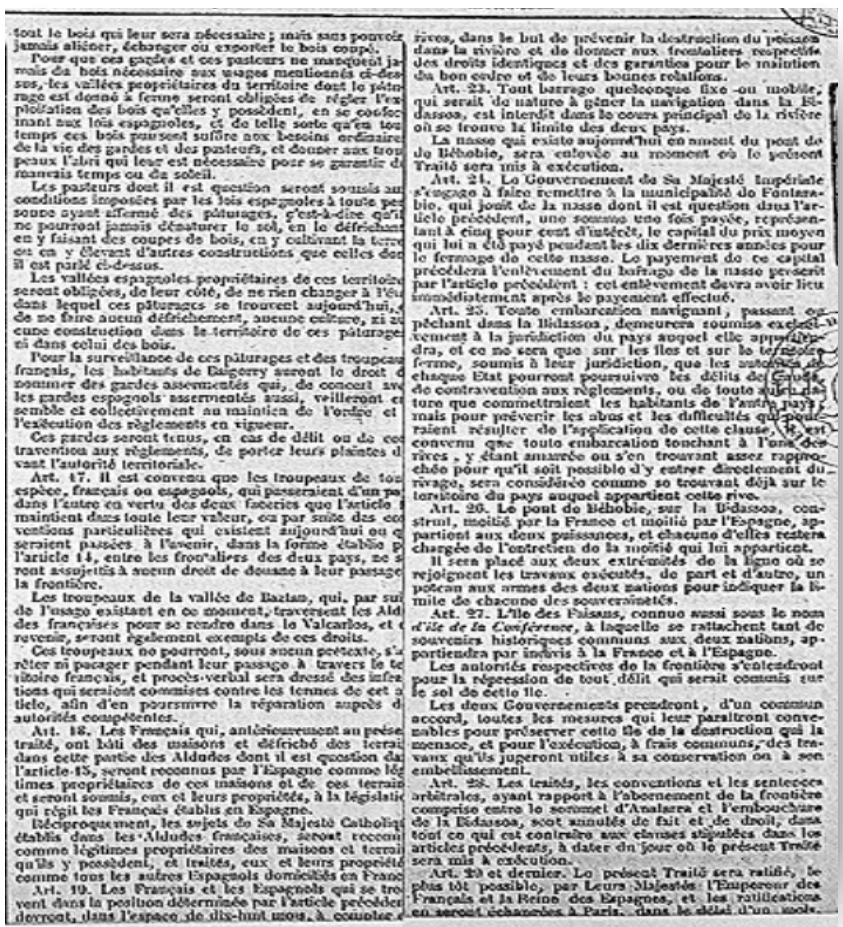 tout le bois qui leur sera nécessaire ; mais sans pouvoir
jamais aliéner, échanger ou exporter le bois coupé.
Pour que ces gardes et ces pasteurs ne manquent ja-
mais du bois nécessaire aux usages mentionnés ci-des-
sus, les vallées propriétaires du territoire dont le pâtu-
rage est donné à ferme seront obligées de régler l'ex-
ploitation des bois qu'elles y possèdent, en se confor-
mant aux lois espagnoles, et de telle sorte qu'en tou
temps ces bois puissent suffire aux besoins ordinaire
de la vie des gardes et des pasteurs, et donner aux trou
peaux l'abri qui leur est nécessaire pour se garantir d
mauvais temps ou du soleil.
Les pasteurs dont il est question seront soumis au
conditions imposées par les lois espagnoles à toute per
sonne ayant affermé des pâturages, c'est-à-dire qu'il
ne pourront jamais dénaturer le sol, en le défrichan
en y faisant des coupes de bois, en y cultivant la terre
ou en y élevant d'autres constructions que celles don
il est parlé ci-dessus.
Les vallées espagnoles propriétaires de ces territoire
seront obligées, de leur côté, de ne rien changer à l'éta
dans lequel ces pâturages se trouvent aujourd'hui,
de ne faire aucun défrichement, aucune culture, ni au
cune construction dans le territoire de ces pâturage
ni dans celui des bois.
Pour la surveillance de ces pâturages et des troupeau
français, les habitants de Baïgorry auront le droit d
nommer des gardes assermentés qui, de concert ave
les gardes espagnols assermentés aussi, veilleront en
semble et collectivement au maintien de l'ordre et
l'exécution des règlements en vigueur.
Ces gardes seront tenus, en cas de délit ou de con
travention aux règlements, de porter leurs plaintes d
vant l'autorité territoriale.
Art. 17. Il est convenu que les troupeaux de tou
espèce, français ou espagnols, qui passeraient d'un pa
dans l'autre en vertu des deux faceries que l'article
maintient dans toute leur valeur, ou par suite des con
ventions particulières qui existent aujourd'hui ou q
seraient passées à l'avenir, dans la forme établie p
l'article 14, entre les frontaliers des deux pays, ne s
ront assujettis à aucun droit de douane à leur passage
la frontière.
Les troupeaux de la vallée de Baztan, qui, par sui
de l'usage existant en ce moment, traversent les Ald
des françaises pour se rendre dans le Valcarlos, et
revenir, seront également exempts de ces droits.
Ces troupeaux ne pourront, sous aucun prétexte, s'a
rêter ni pacager pendant leur passage à travers le te
ritoire français, et procès-verbal sera dressé des infra
tions qui seraient commises contre les termes de cet a
ticle, afin d'en poursuivre la réparation auprès d
autorités compétentes.
Art. 18. Les Français qui, antérieurement au prése
traité, ont bâti des maisons et défriché des terrai
dans cette partie des Aldudes dont il est question da
l'article 15, seront reconnus par l'Espagne comme lég
times propriétaires de ces maisons et de ces terrain
et seront soumis, eux et leurs propriétés, à la législatio
qui régit les Français établis en Espagne.
Réciproquement, les sujets de Sa Majesté Catholiq
établis dans les Aldudes françaises, seront reconn
comme légitimes propriétaires des maisons et terrai
qu'ils y possèdent, et traités, eux et leurs propriété
comme tous les autres Espagnols domiciliés en Franc
Art. 19. Les Français et les Espagnols qui se tro
vent dans la position déterminée par l'article précéden
devront, dans l'espace de dix-huit mois, à compter
rives, dans le but de prévenir la destruction du poisson
dans la rivière et de donner aux frontaliers respectifs
des droits identiques et des garanties pour le maintien
du bon ordre et de leurs bonnes relations.
Art. 23. Tout barrage quelconque fixe ou mobile,
qui serait de nature à gêner la navigation dans la Bi-
dassoa, est interdit dans le cours principal de la rivière
où se trouve la limite des deux pays.
La nasse qui existe aujourd'hui en amont du pont de
de Béhobie, sera enlevée au moment où le présent
Traité sera mis à exécution.
Art. 24. Le Gouvernement de Sa Majesté Impériale
s'engage à faire remettre à la municipalité de Fontara-
bie, qui jouit de la nasse dont il est question dans l'ar-
ticle précédent, une somme une fois payée, représen-
tant à cinq pour cent d'intérêt, le capital du prix moyen
qui lui a été payé pendant les dix dernières années pour
le fermage de cette nasse. Le payement de ce capital
précédera l'enlèvement du barrage de la nasse prescrit
par l'article précédent : cet enlèvement devra avoir lieu
immédiatement après le payement effectué.
Art. 25. Toute embarcation navigant, passant ou
pêchant dans la Bidassoa, demeurera soumise exclusi-
vement à la juridiction du pays auquel elle appartien-
dra, et ce ne sera que sur les îles et sur le territoire
ferme, soumis à leur juridiction, que les autorités de
chaque Etat pourront poursuivre les délits de fraude,
de contravention aux règlements, ou de toute autre na-
ture que commettraient les habitants de l'autre pays ;
mais pour prévenir les abus et les difficultés qui pour-
raient résulter de l'application de cette clause, il est
convenu que toute embarcation touchant à l'une des
rives, y étant amarrée ou s'en trouvant assez rappro-
chée pour qu'il soit possible d'y entrer directement du
rivage, sera considérée comme se trouvant déjà sur le
territoire du pays auquel appartient cette rive.
Art. 26. Le pont de Béhobie, sur la Bidassoa, con-
struit, moitié par la France et moitié par l'Espagne, ap-
partient aux deux puissances, et chacune d'elles restera
chargée de l'entretien de la moitié qui lui appartient.
Il sera placé aux deux extrémités de la ligne où se
rejoignent les travaux exécutés, de part et d'autre, un
poteau aux armes des deux nations pour indiquer la li-
mite de chacune des souverainetés.
Art. 27. L'île des Faisans, connue aussi sous le nom
d'île de la Conférence, à laquelle se rattachent tant de
souvenirs historiques communs aux deux nations, ap-
partiendra par indivis à la France et à l'Espagne.
Les autorités respectives de la frontière s'entendront
pour la répression de tout délit qui serait commis sur
le sol de cette île.
Les deux Gouvernements prendront, d'un commun
accord, toutes les mesures qui leur paraîtront conve-
nables pour préserver cette île de la destruction qui la
menace, et pour l'exécution, à frais communs, des tra-
vaux qu'ils jugeront utiles à sa conservation ou à son
embellissement.
Art. 28. Les traités, les conventions et les sentences
arbitrales, ayant rapport à l'abornement de la frontière
comprise entre le sommet d'Analarra et l'embouchure
de la Bidassoa, sont annulés de fait et de droit, dans
tout ce qui est contraire aux clauses stipulées dans les
articles précédents, à dater du jour où le présent Traité
sera mis à exécution.
Art. 29 et dernier. Le présent Traité sera ratifié, le
plus tôt possible, par Leurs Majestés l'Empereur des
Français et la Reine des Espagnes, et les ratifications
en seront échangées à Paris, dans le délai d'un mois,